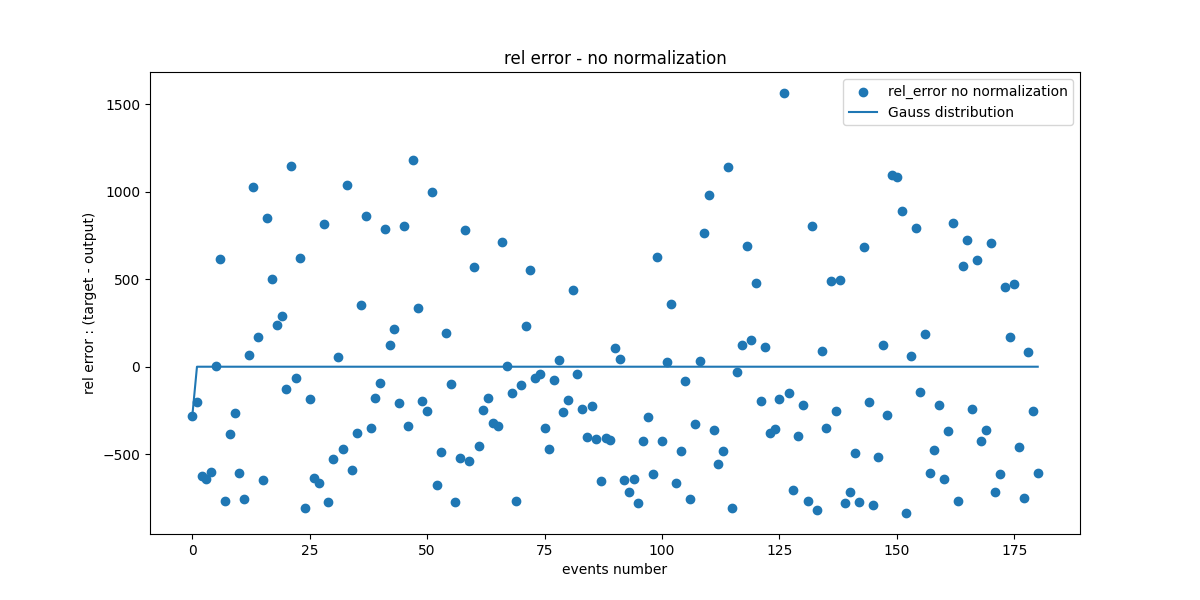 rel error - no normalization
rel_error no normalization
Gauss distribution
rel error : (target - output)
1500
1000
500
0
−500
0
25
50
75
100
125
150
175
events number